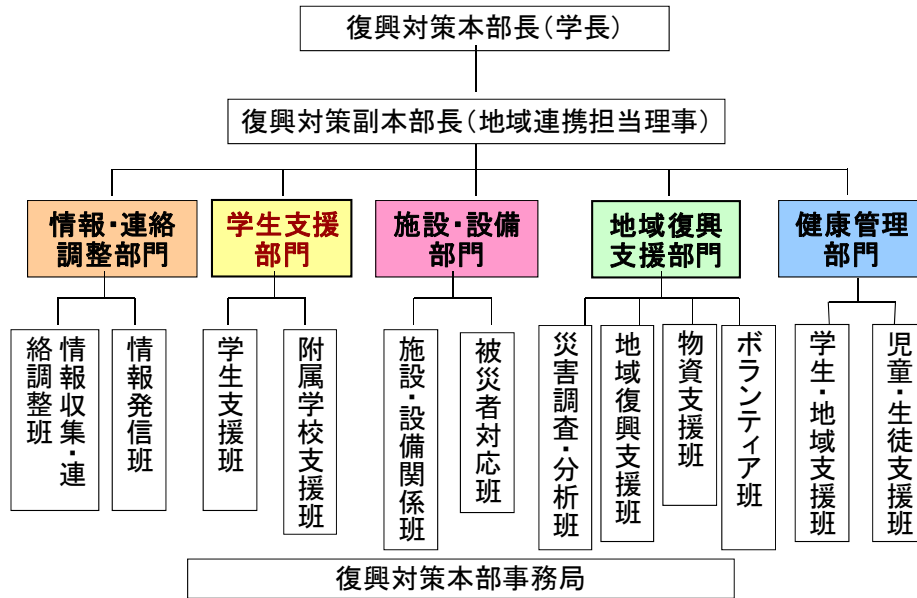 復興対策本部長(学長)
復興対策副本部長(地域連携担当理事)
情報・連絡
調整部門
学生支援
部門
施設・設備
部門
地域復興
支援部門
健康管理
部門
情報収集・連
絡調整班
情報発信班
学生支援班
附属学校支援班
施設・設備関係班
被災者対応班
災害調査・分析班
地域復興支援班
物資支援班
ボランティア班
学生・地域支援班
児童・生徒支援班
復興対策本部事務局